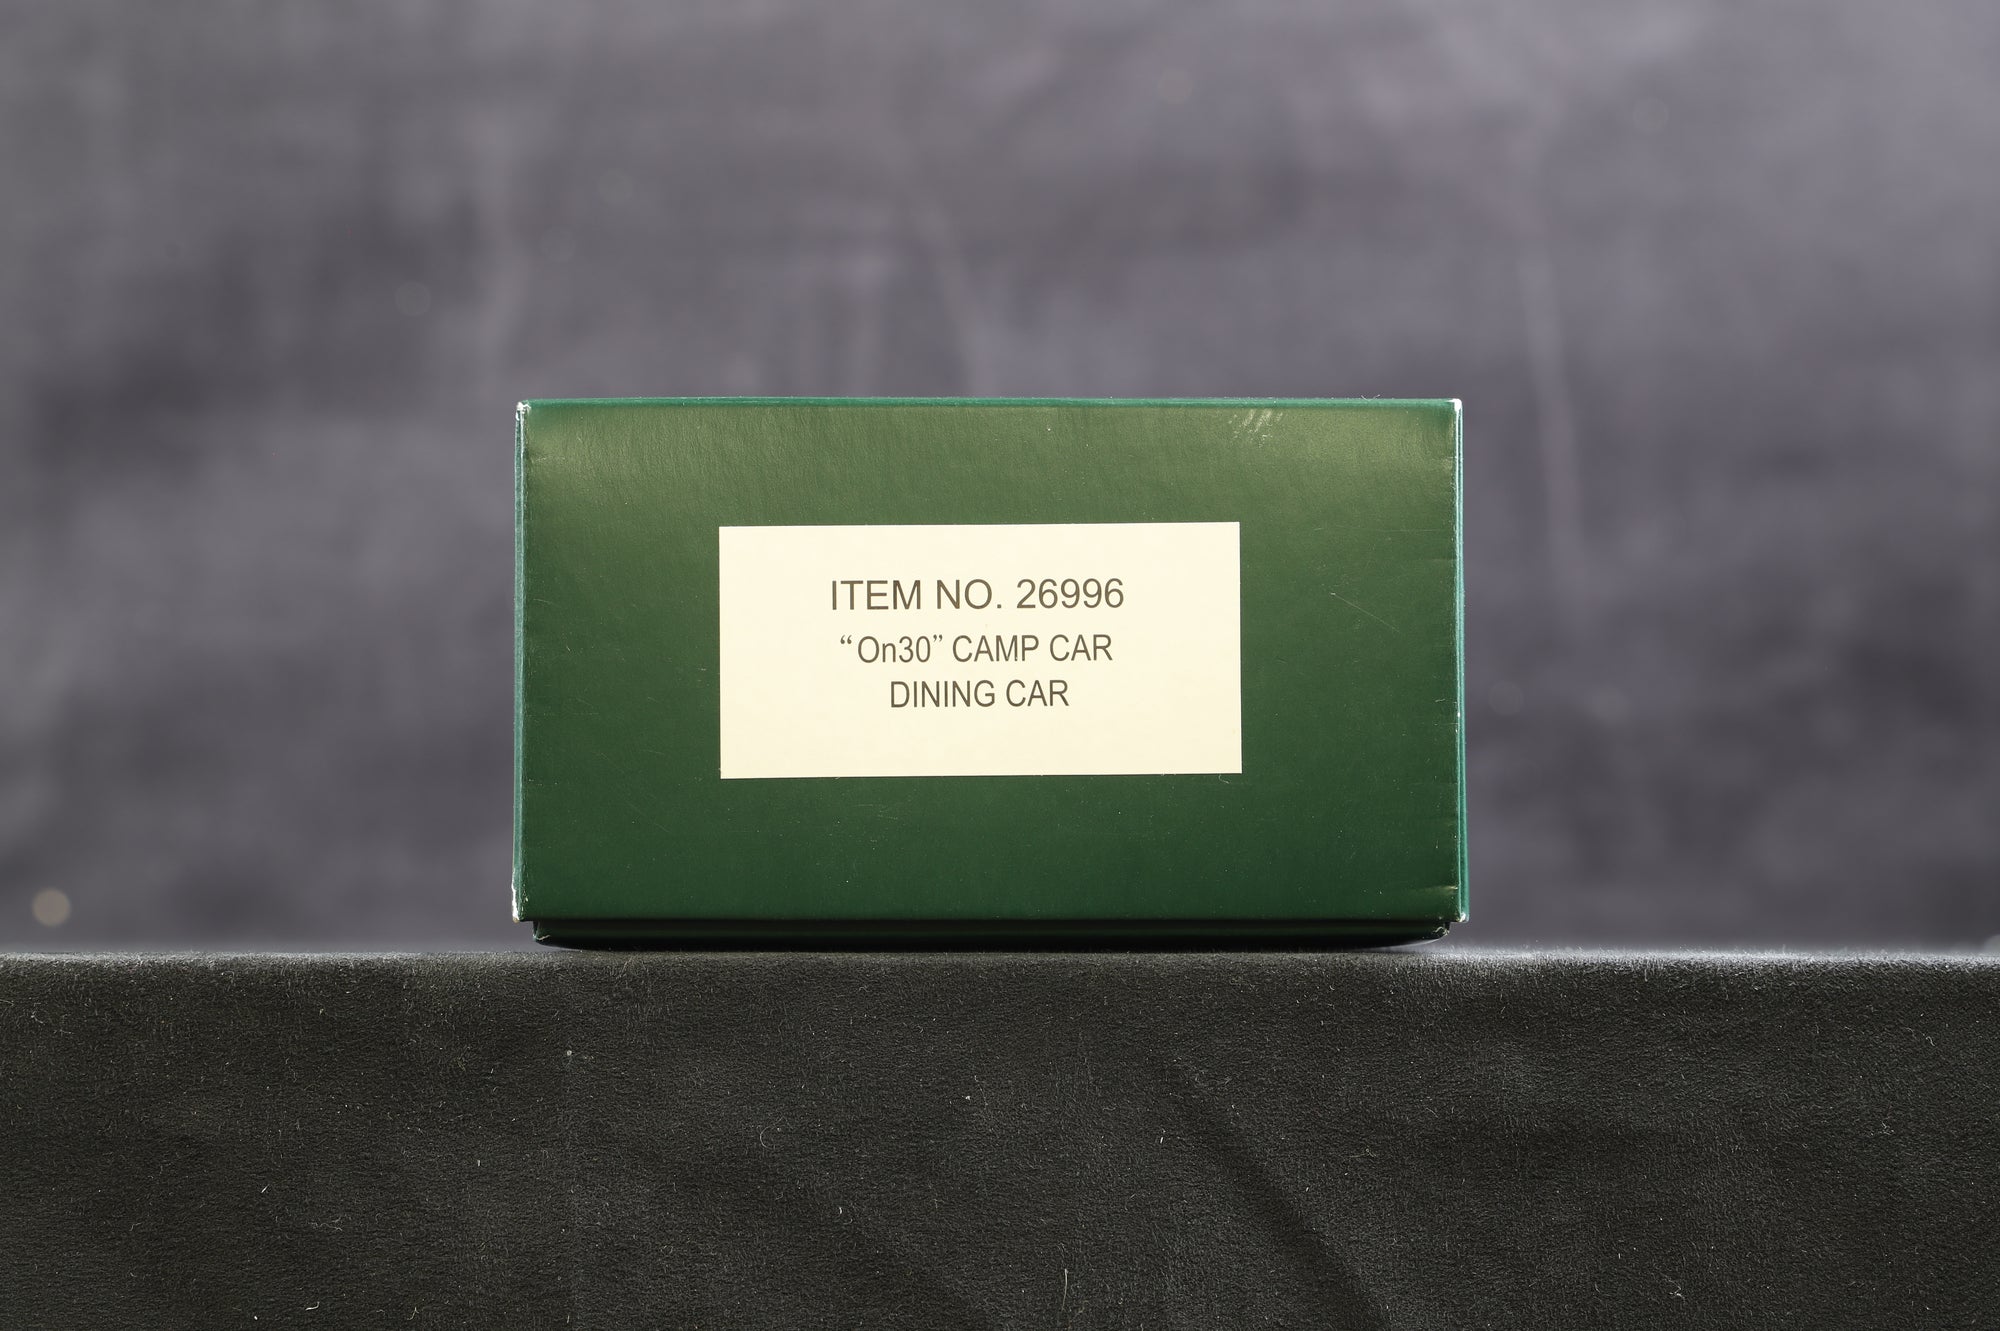 ITEM NO. 26996
“On30” CAMP CAR
DINING CAR